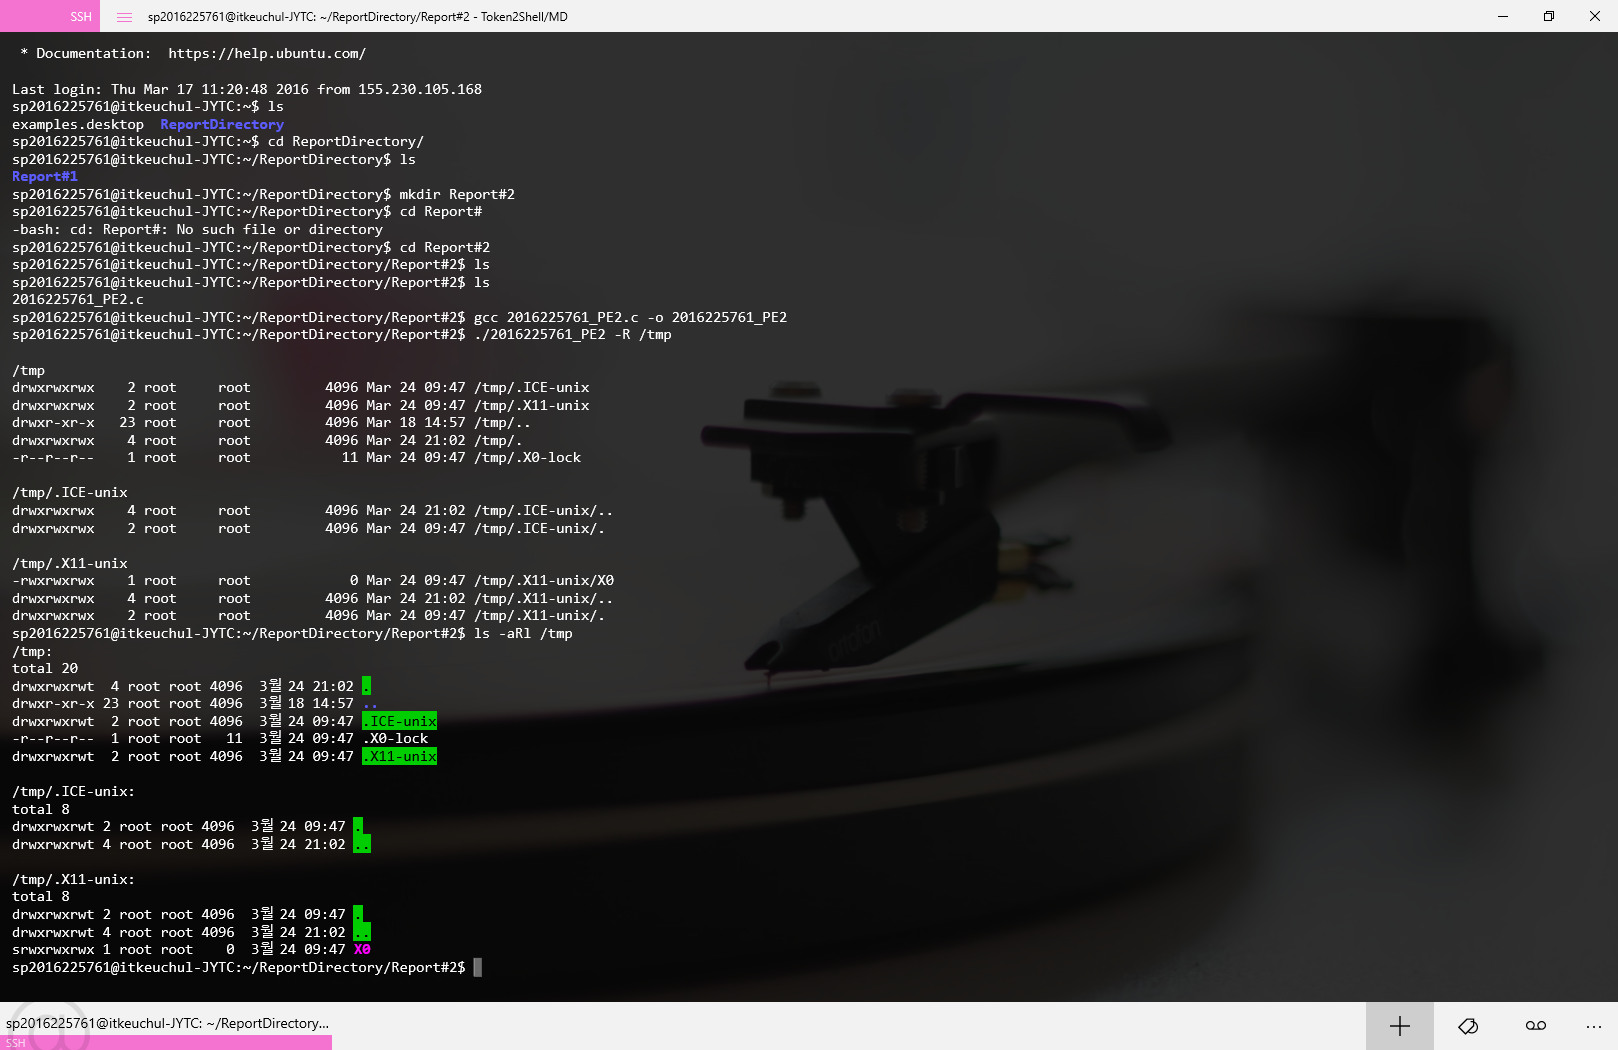 SSH
sp2016225761@itkeuchul-JYTC: ~/ReportDirectory/Report#2 - Token2Shell/MD
 * Documentation:  https://help.ubuntu.com/
Last login: Thu Mar 17 11:20:48 2016 from 155.230.105.168
sp2016225761@itkeuchul-JYTC:~$ ls
examples.desktop  ReportDirectory
sp2016225761@itkeuchul-JYTC:~$ cd ReportDirectory/
sp2016225761@itkeuchul-JYTC:~/ReportDirectory$ ls
Report#1
sp2016225761@itkeuchul-JYTC:~/ReportDirectory$ mkdir Report#2
sp2016225761@itkeuchul-JYTC:~/ReportDirectory$ cd Report#
-bash: cd: Report#: No such file or directory
sp2016225761@itkeuchul-JYTC:~/ReportDirectory$ cd Report#2
sp2016225761@itkeuchul-JYTC:~/ReportDirectory/Report#2$ ls
sp2016225761@itkeuchul-JYTC:~/ReportDirectory/Report#2$ ls
2016225761_PE2.c
sp2016225761@itkeuchul-JYTC:~/ReportDirectory/Report#2$ gcc 2016225761_PE2.c -o 2016225761_PE2
sp2016225761@itkeuchul-JYTC:~/ReportDirectory/Report#2$ ./2016225761_PE2 -R /tmp
/tmp
drwxrwxrwx    2 root     root         4096 Mar 24 09:47 /tmp/.ICE-unix
drwxrwxrwx    2 root     root         4096 Mar 24 09:47 /tmp/.X11-unix
drwxr-xr-x   23 root     root         4096 Mar 18 14:57 /tmp/..
drwxrwxrwx    4 root     root         4096 Mar 24 21:02 /tmp/.
-r--r--r--    1 root     root           11 Mar 24 09:47 /tmp/.X0-lock
/tmp/.ICE-unix
drwxrwxrwx    4 root     root         4096 Mar 24 21:02 /tmp/.ICE-unix/..
drwxrwxrwx    2 root     root         4096 Mar 24 09:47 /tmp/.ICE-unix/.
/tmp/.X11-unix
-rwxrwxrwx    1 root     root            0 Mar 24 09:47 /tmp/.X11-unix/X0
drwxrwxrwx    4 root     root         4096 Mar 24 21:02 /tmp/.X11-unix/..
drwxrwxrwx    2 root     root         4096 Mar 24 09:47 /tmp/.X11-unix/.
sp2016225761@itkeuchul-JYTC:~/ReportDirectory/Report#2$ ls -aRl /tmp
/tmp:
total 20
drwxrwxrwt  4 root root 4096  3월 24 21:02 .
drwxr-xr-x 23 root root 4096  3월 18 14:57 ..
drwxrwxrwt  2 root root 4096  3월 24 09:47 .ICE-unix
-r--r--r--  1 root root   11  3월 24 09:47 .X0-lock
drwxrwxrwt  2 root root 4096  3월 24 09:47 .X11-unix
/tmp/.ICE-unix:
total 8
drwxrwxrwt 2 root root 4096  3월 24 09:47 .
drwxrwxrwt 4 root root 4096  3월 24 21:02 ..
/tmp/.X11-unix:
total 8
drwxrwxrwt 2 root root 4096  3월 24 09:47 .
drwxrwxrwt 4 root root 4096  3월 24 21:02 ..
srwxrwxrwx 1 root root    0  3월 24 09:47 X0
sp2016225761@itkeuchul-JYTC:~/ReportDirectory/Report#2$
ortofon
sp2016225761@itkeuchul-JYTC: ~/ReportDirectory...
SSH